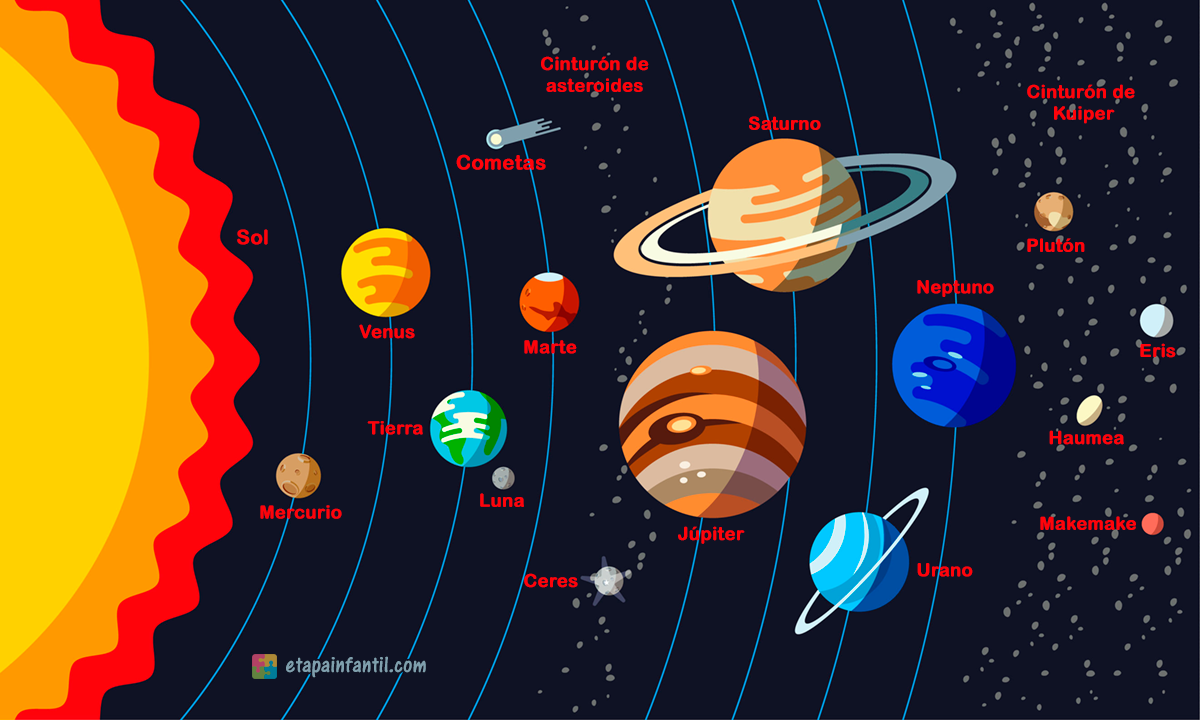 Cinturón de
asteroides
Cinturón de
Kuiper
Saturno
Cometas
Sol
Plutón
Neptuno
Venus
Marte
Eris
Tierra
Haumea
Luna
Mercurio
Makemake
Júpiter
Urano
Ceres
etapainfantil.com